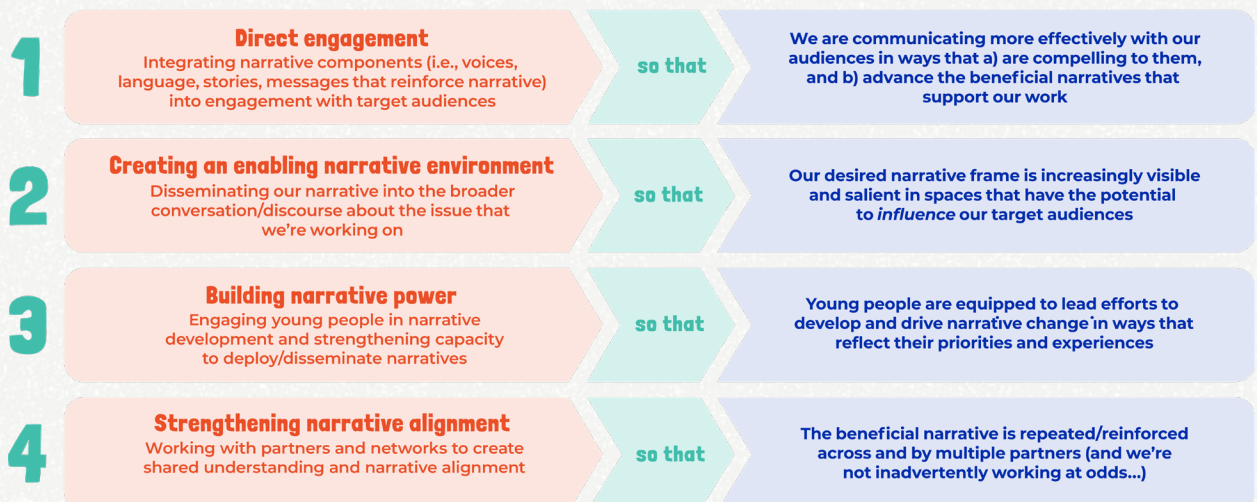 1
Direct engagement
Integrating narrative components (i.e., voices,
language, stories, messages that reinforce narrative)
into engagement with target audiences
so that
We are communicating more effectively with our
audiences in ways that a) are compelling to them,
and b) advance the beneficial narratives that
support our work
2
Creating an enabling narrative environment
Disseminating our narrative into the broader
conversation/discourse about the issue that
we're working on
so that
Our desired narrative frame is increasingly visible
and salient in spaces that have the potential
to influence our target audiences
3
Building narrative power
Engaging young people in narrative
development and strengthening capacity
to deploy/disseminate narratives
so that
Young people are equipped to lead efforts to
develop and drive narrative change in ways that
reflect their priorities and experiences
4
Strengthening narrative alignment
Working with partners and networks to create
shared understanding and narrative alignment
so that
The beneficial narrative is repeated/reinforced
across and by multiple partners (and we're
not inadvertently working at odds...)